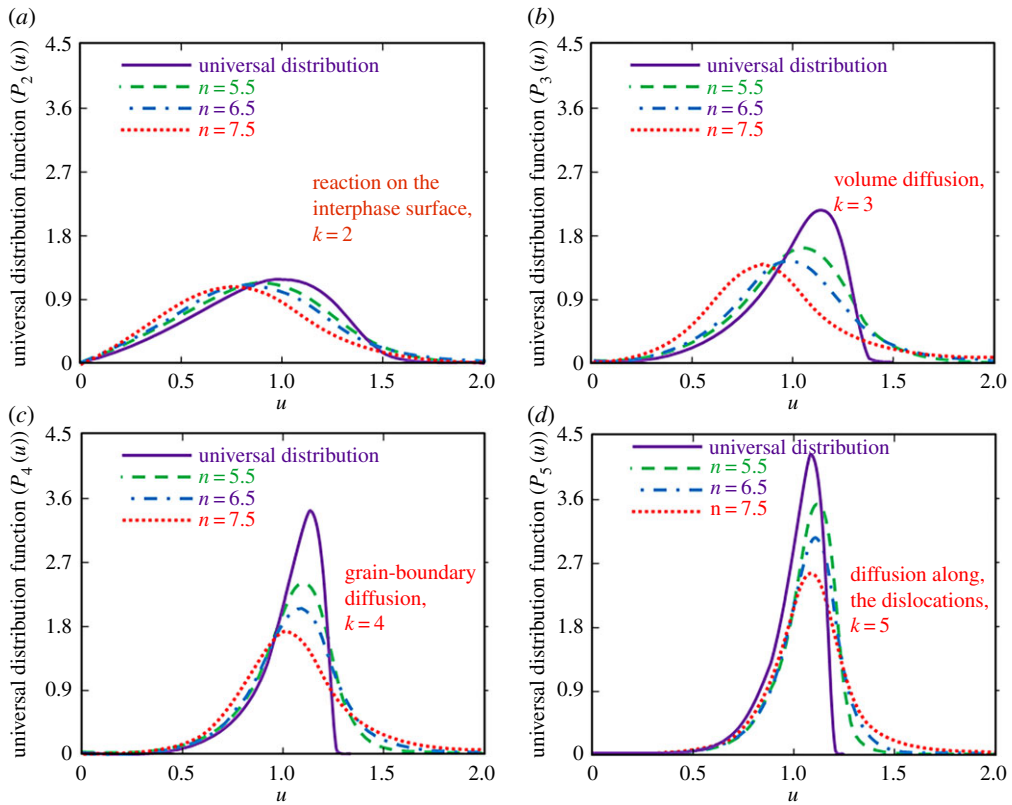 (a)
universal distribution function (P_2 (u))
4.5
3.6
2.7
1.8
0.9
0
universal distribution
n = 5.5
n = 6.5
n = 7.5
reaction on the
interphase surface,
k = 2
0
0.5
1.0
1.5
2.0
u
(b)
universal distribution function (P_3 (u))
4.5
3.6
2.7
1.8
0.9
0
universal distribution
n = 5.5
n = 6.5
n = 7.5
volume diffusion,
k = 3
0
0.5
1.0
1.5
2.0
u
(c)
universal distribution function (P_4 (u))
4.5
3.6
2.7
1.8
0.9
0
universal distribution
n = 5.5
n = 6.5
n = 7.5
grain-boundary
diffusion,
k = 4
0
0.5
1.0
1.5
2.0
u
(d)
universal distribution function (P_5 (u))
4.5
3.6
2.7
1.8
0.9
0
universal distribution
n = 5.5
n = 6.5
n = 7.5
diffusion along,
the dislocations,
k = 5
0
0.5
1.0
1.5
2.0
u